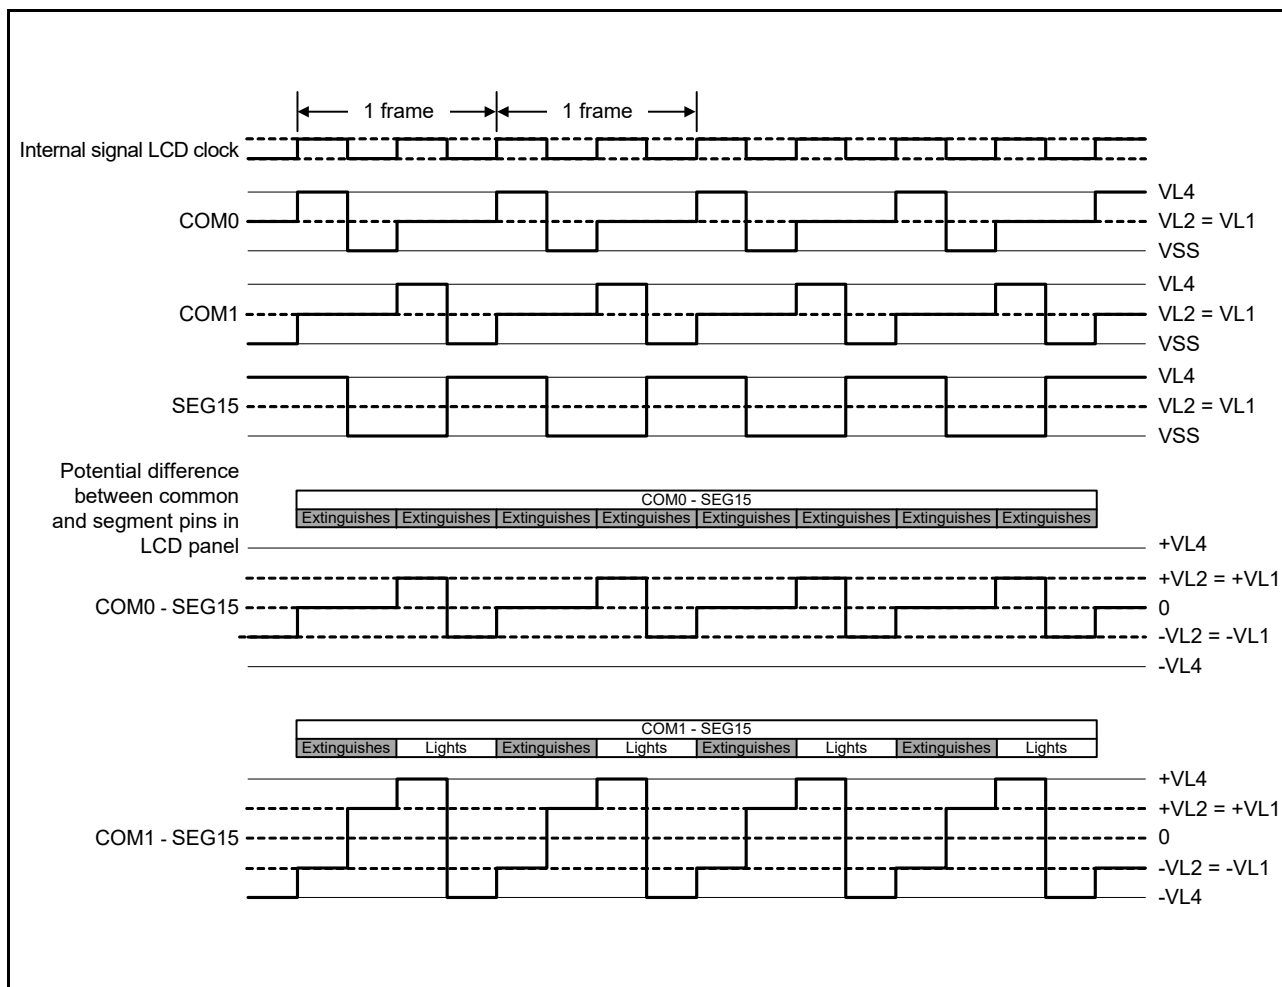 1 frame 1 frame
Internal signal LCD clock
VL4
COM0 VL2 = VL1
VSS
VL4
COM1 VL2 = VL1
VSS
VL4
SEG15 VL2 = VL1
VSS
Potential difference
between common
and segment pins in
LCD panel
COM0 - SEG15
Extinguishes Extinguishes Extinguishes Extinguishes Extinguishes Extinguishes Extinguishes Extinguishes
+VL4
+VL2 = +VL1
COM0 - SEG15 0
-VL2 = -VL1
-VL4
COM1 - SEG15
Extinguishes Lights Extinguishes Lights Extinguishes Lights Extinguishes Lights
+VL4
+VL2 = +VL1
COM1 - SEG15 0
-VL2 = -VL1
-VL4